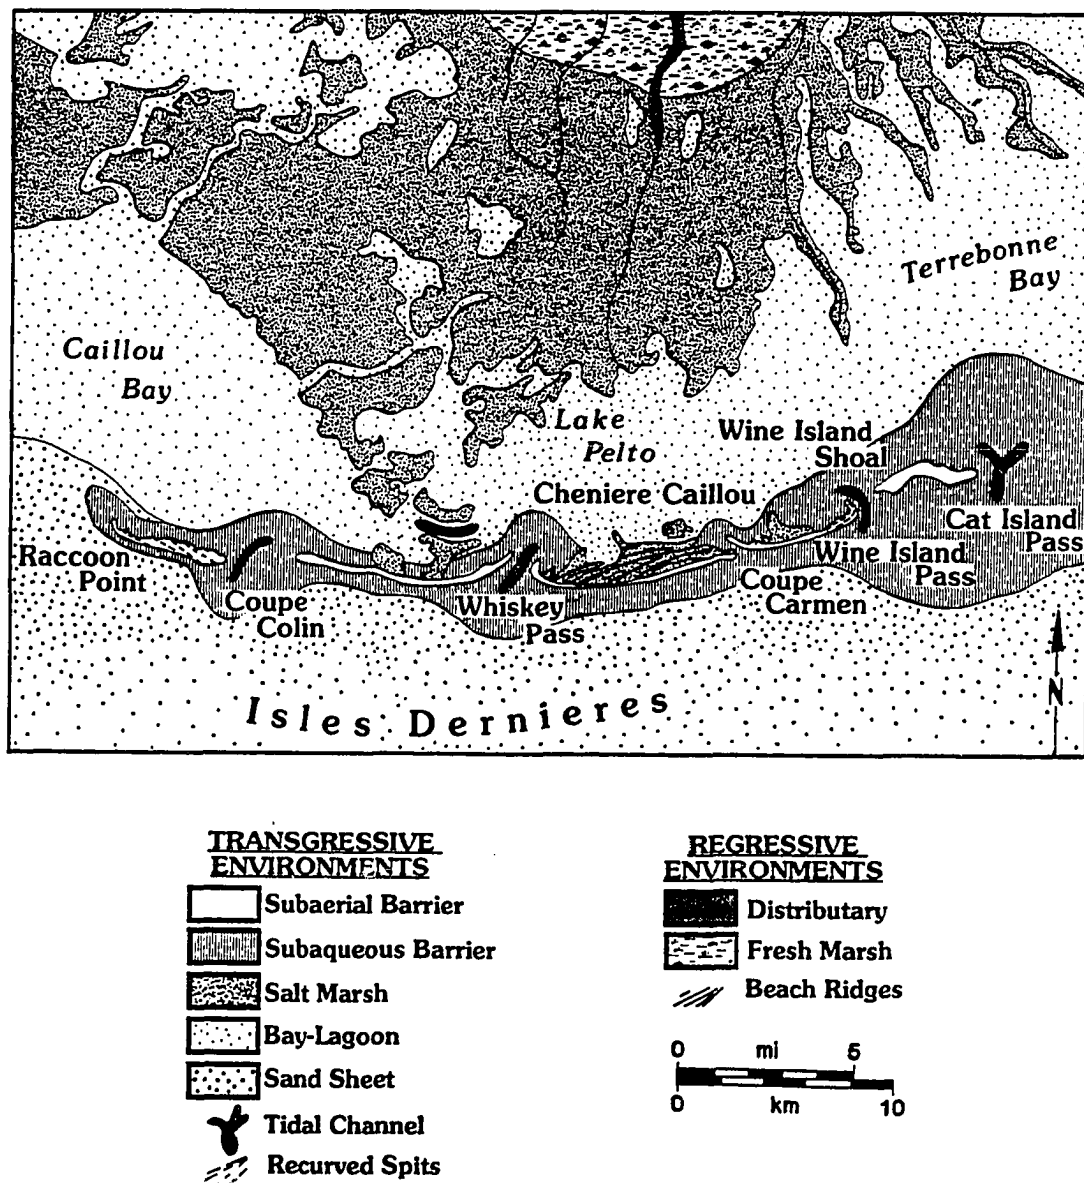 Terrebonne
Bay
Caillou
Bay
Lake
Pelto
Wine Island
Shoal
Cheniere Caillou
Cat Island
Pass
Raccoon
Point
Wine Island
Pass
Coupe
Carmen
Coupe
Colin
Whiskey
Pass
N
Isles Dernieres
TRANSGRESSIVE
ENVIRONMENTS
Subaerial Barrier
Subaqueous Barrier
Salt Marsh
Bay-Lagoon
Sand Sheet
Tidal Channel
Recurved Spits
REGRESSIVE
ENVIRONMENTS
Distributary
Fresh Marsh
Beach Ridges
0 mi 5
0 km 10